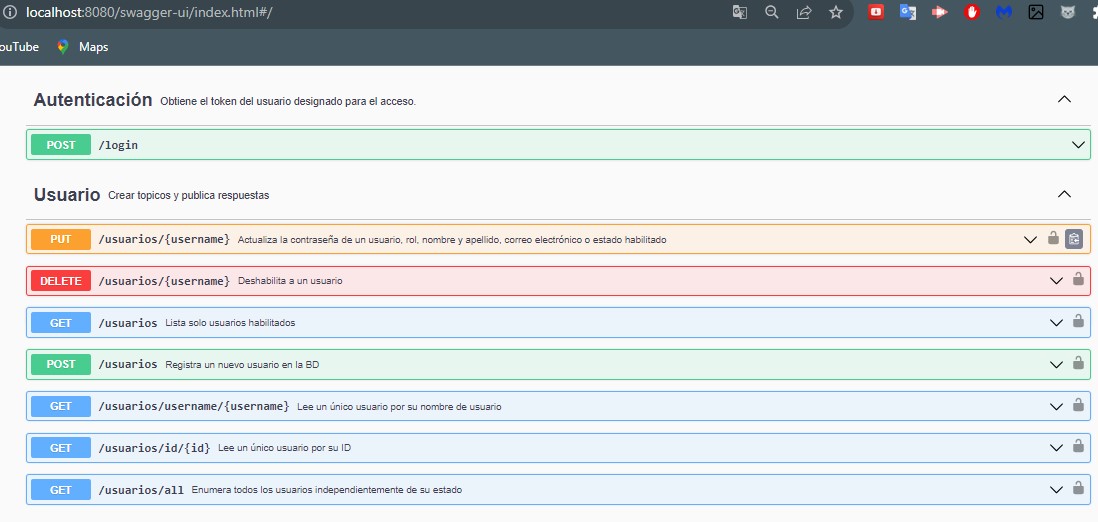 localhost:8080/swagger-ui/index.html#/
ouTube Maps
Autenticación Obtiene el token del usuario designado para el acceso.
POST /login
Usuario Crear topicos y publica respuestas
PUT /usuarios/{username} Actualiza la contraseña de un usuario, rol, nombre y apellido, correo electrónico o estado habilitado
DELETE /usuarios/{username} Deshabilita a un usuario
GET /usuarios Lista solo usuarios habilitados
POST /usuarios Registra un nuevo usuario en la BD
GET /usuarios/username/{username} Lee un único usuario por su nombre de usuario
GET /usuarios/id/{id} Lee un único usuario por su ID
GET /usuarios/all Enumera todos los usuarios independientemente de su estado